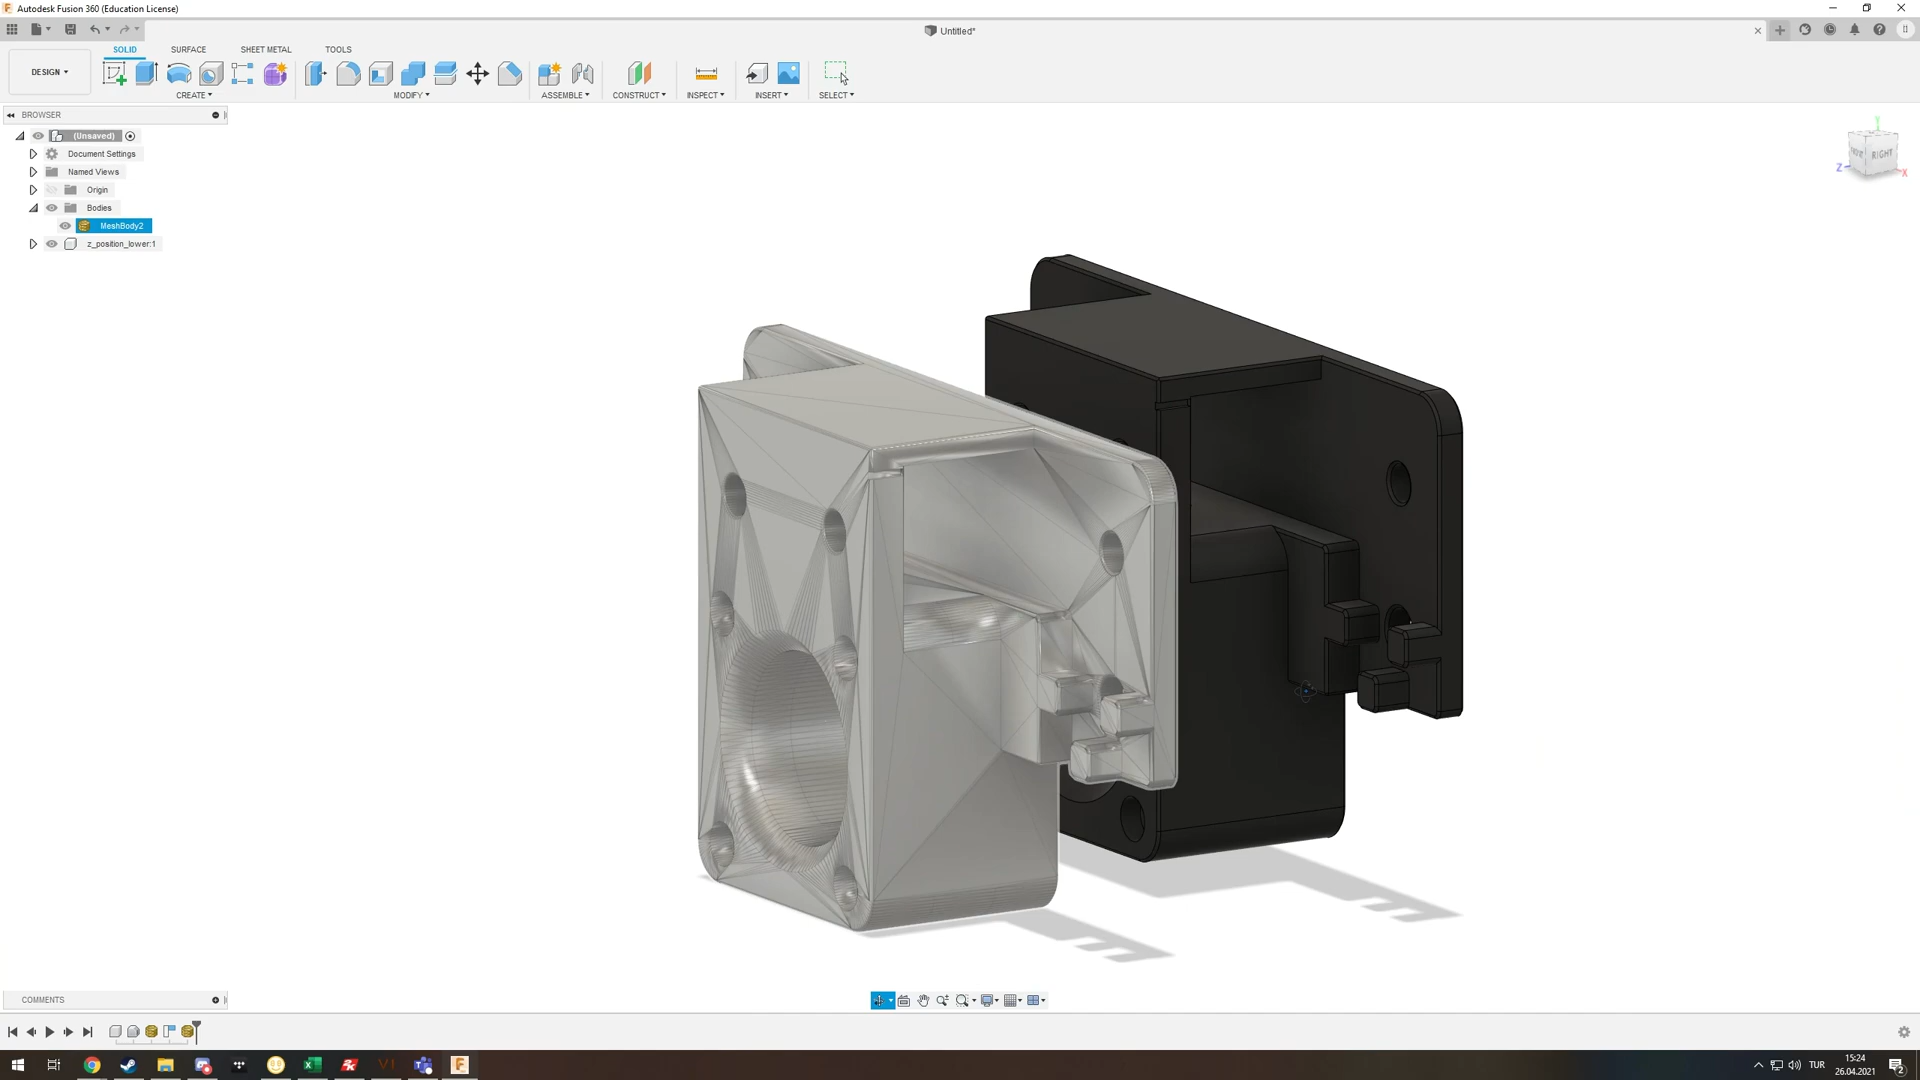 Autodesk Fusion 360 (Education License)
Untitled*
SOLID SURFACE SHEET METAL TOOLS
DESIGN ▾
CREATE ▾ MODIFY ▾ ASSEMBLE ▾ CONSTRUCT ▾ INSPECT ▾ INSERT ▾ SELECT ▾
BROWSER
(Unsaved)
Document Settings
Named Views
Origin
Bodies
MeshBody2
z_position_lower:1
Y
RIGHT
Z
X
COMMENTS
TUR
15:24
26.04.2021
2